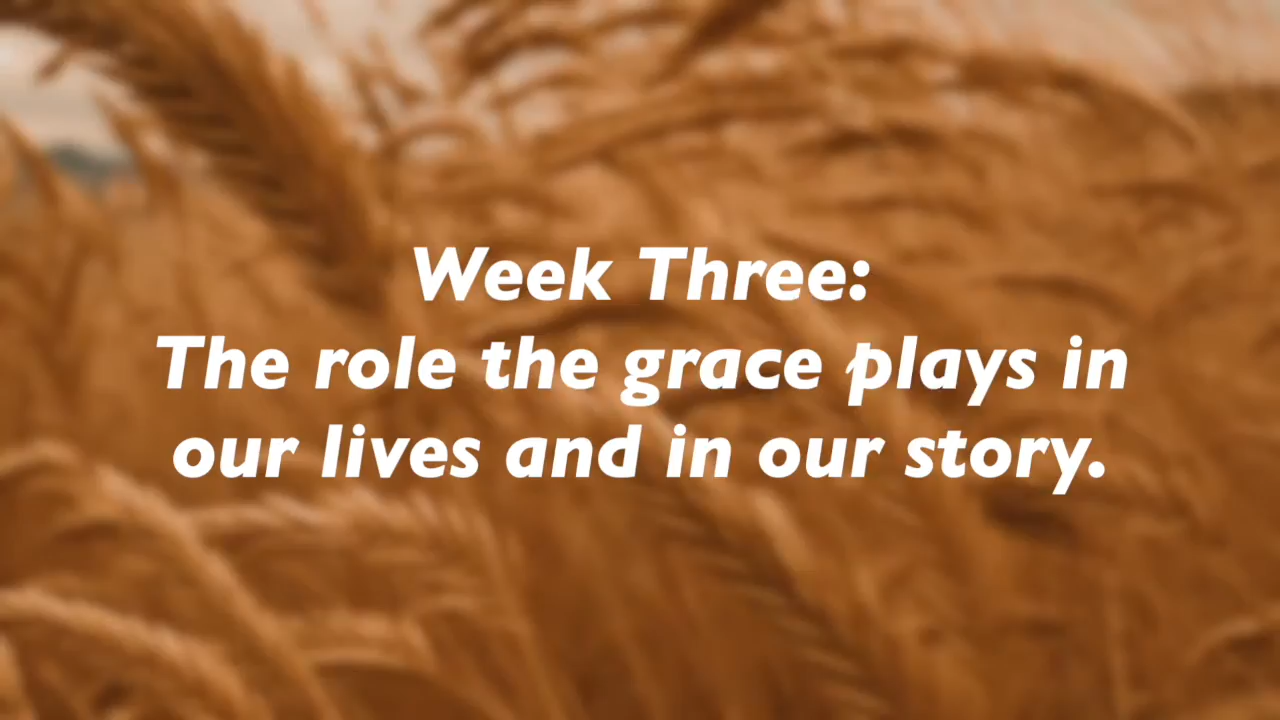 Week Three:
The role the grace plays in
our lives and in our story.